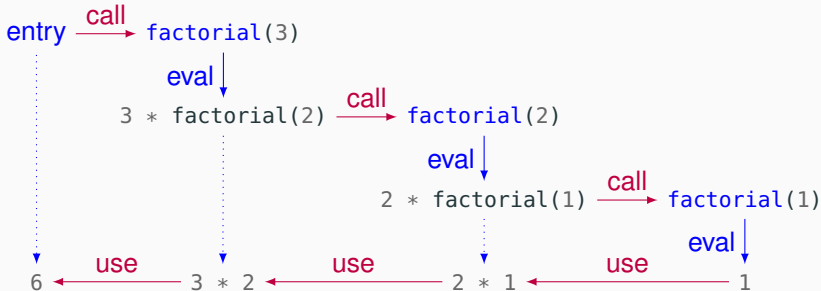 call
entry factorial(3)
eval
3 * factorial(2) call factorial(2)
eval
2 * factorial(1) call factorial(1)
eval
6 use 3 * 2 use 2 * 1 use 1